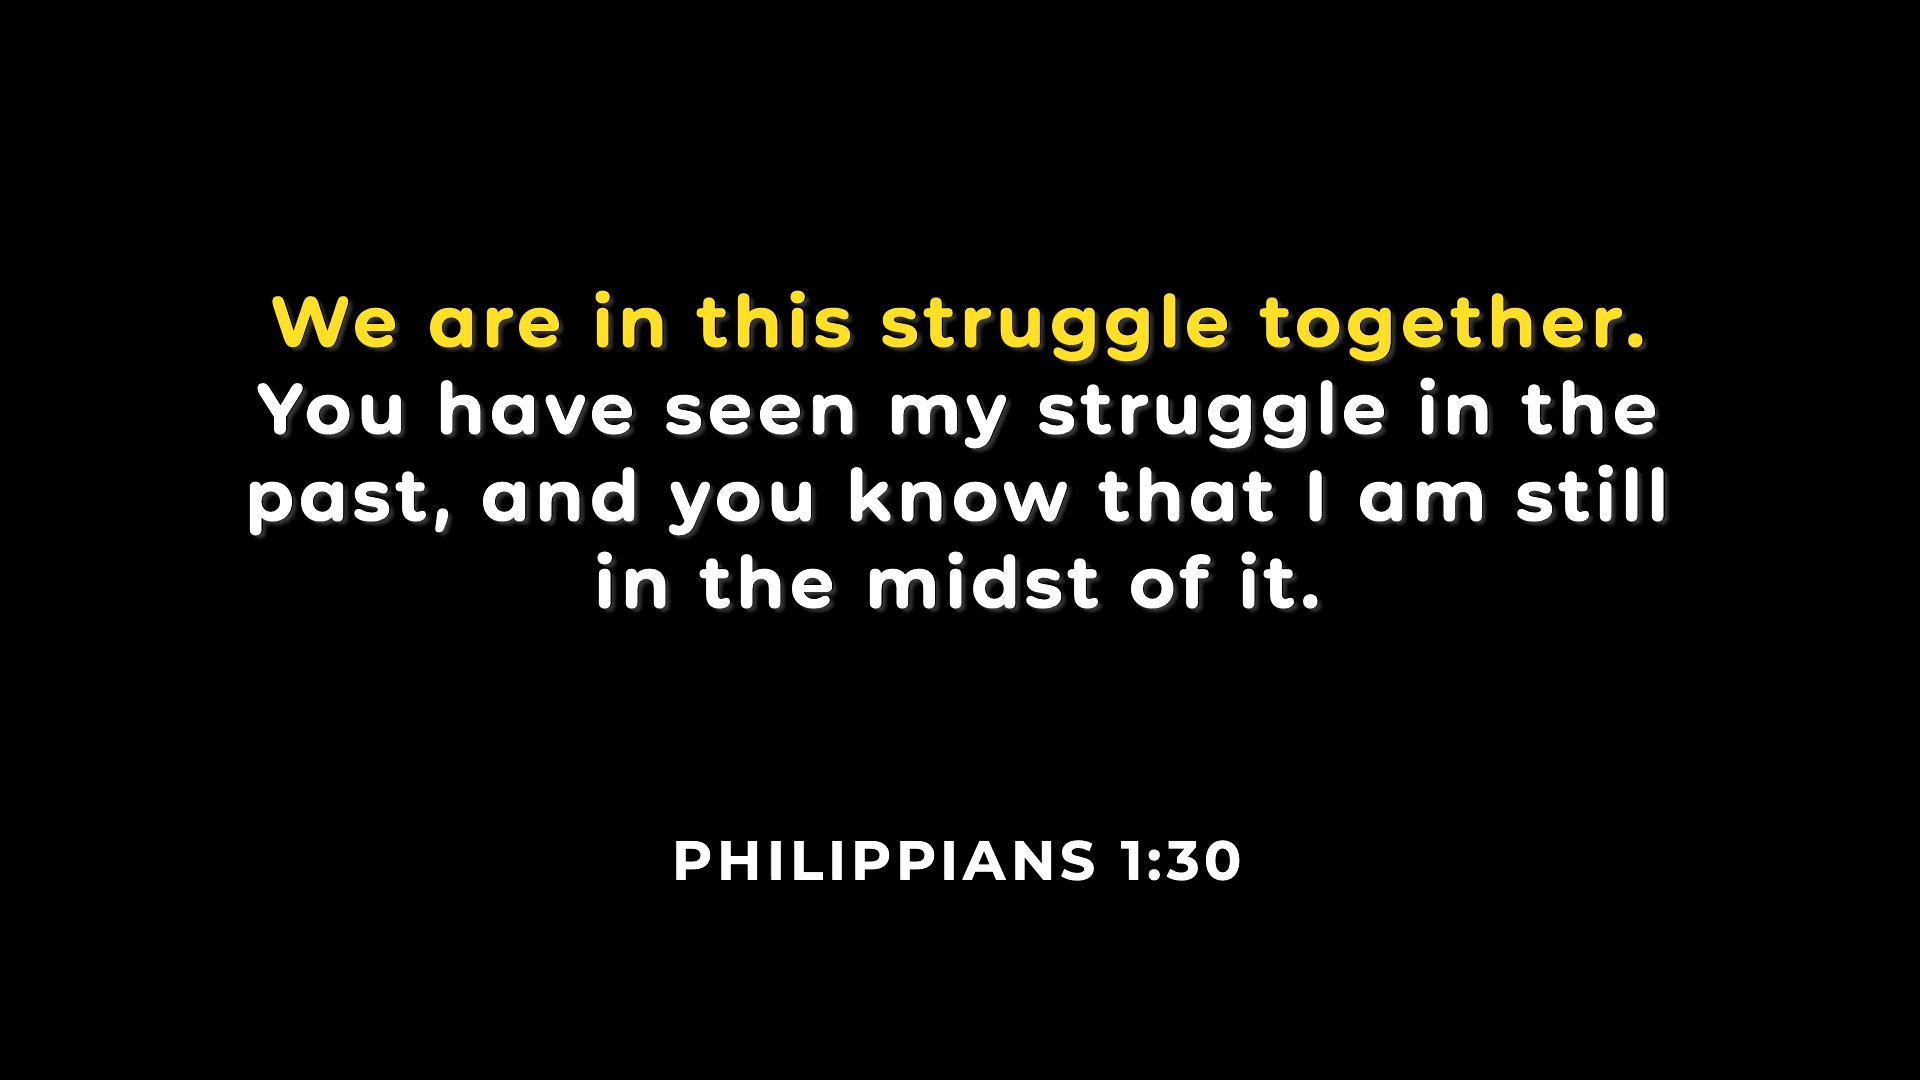 We are in this struggle together.
You have seen my struggle in the
past, and you know that I am still
in the midst of it.
PHILIPPIANS 1:30